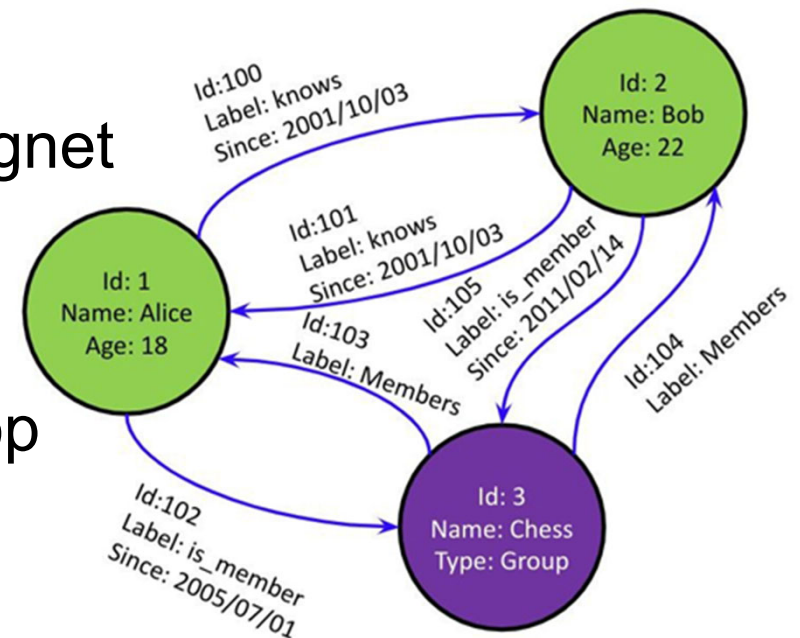 Id:100
Label: knows
Since: 2001/10/03
Id: 2
Name: Bob
Age: 22
gnet
Id:101
Label: knows
Since: 2001/10/03
Id: 1
Name: Alice
Age: 18
Id:105
Label: is_member
Since: 2011/02/14
Id:103
Label: Members
Id:104
Label: Members
op
Id:102
Label: is_member
Since: 2005/07/01
Id: 3
Name: Chess
Type: Group